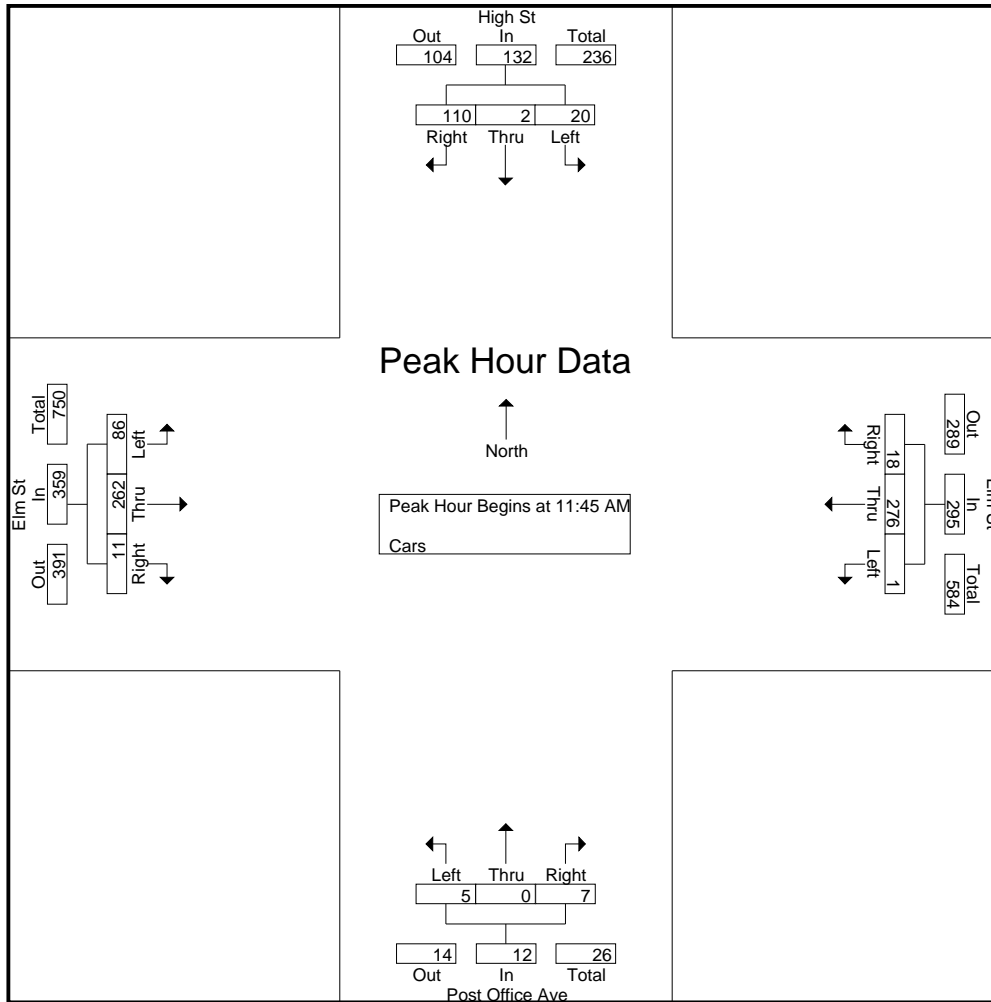 High St
Out In Total
104 132 236
110 2 20
Right Thru Left
Peak Hour Data
North
Peak Hour Begins at 11:45 AM
Cars
Elm St
Total In Out
750 359 391
86 262 11
Left Thru Right
Right Thru Left
18 276 1
Out In Total
289 295 584
Elm St
Left Thru Right
5 0 7
14 12 26
Out In Total
Post Office Ave